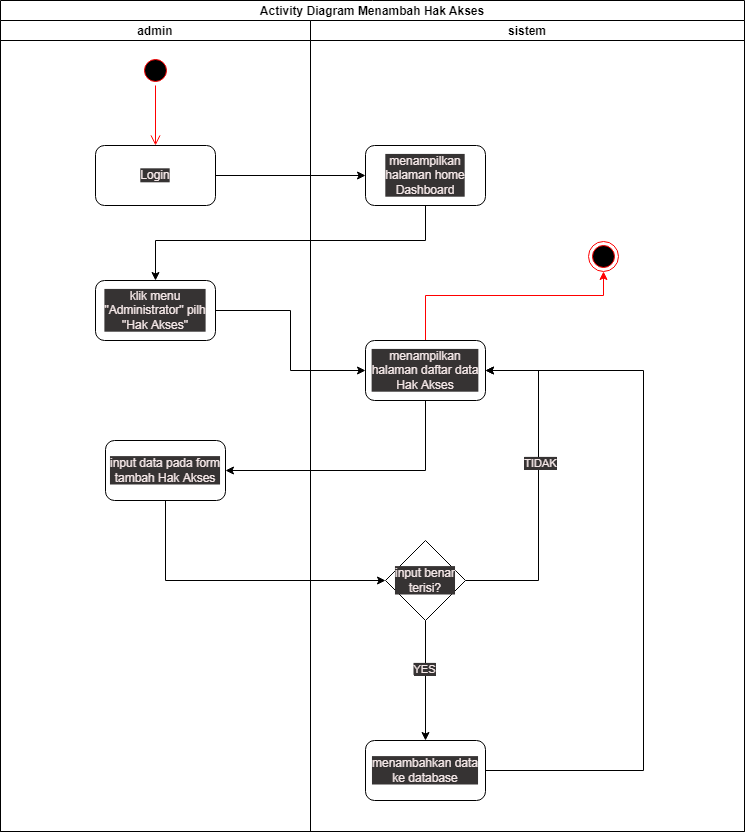 Activity Diagram Menambah Hak Akses
admin
sistem
Login
menampilkan
halaman home
Dashboard
klik menu
"Administrator" pilh
"Hak Akses"
menampilkan
halaman daftar data
Hak Akses
input data pada form
tambah Hak Akses
TIDAK
input benar
terisi?
YES
menambahkan data
ke database